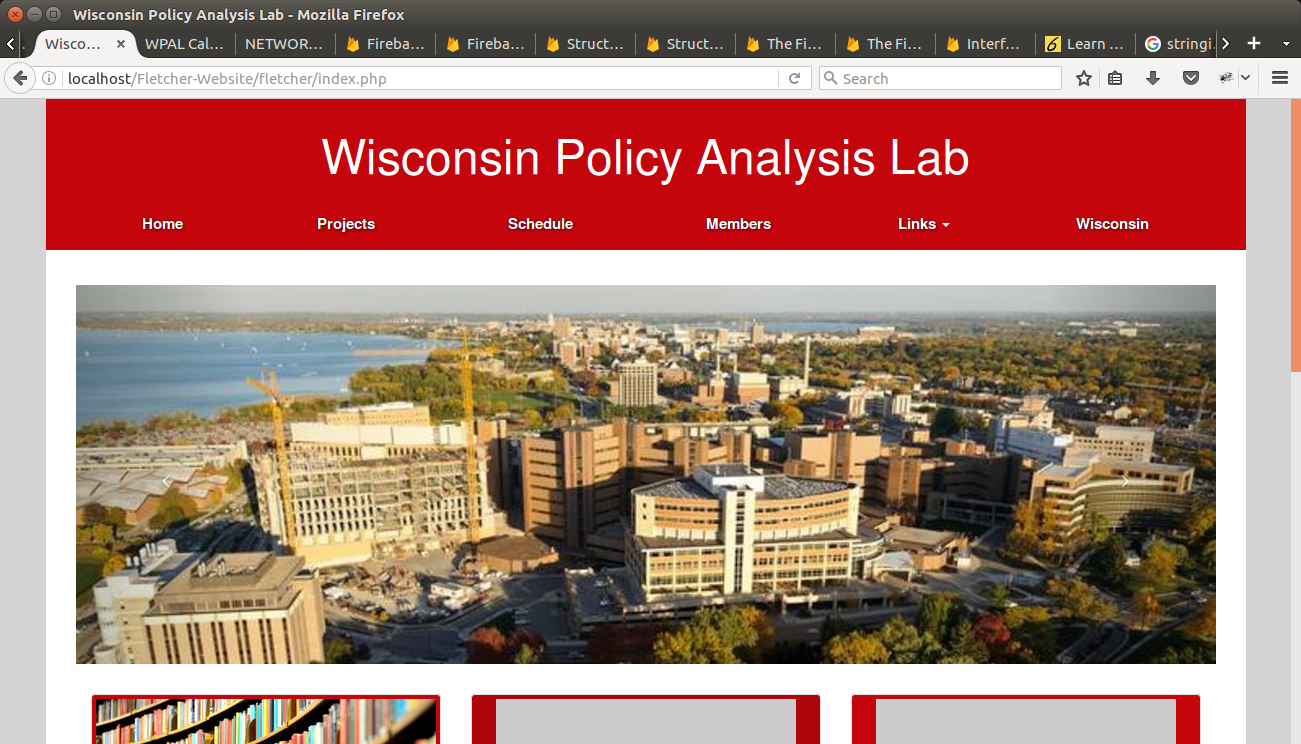 Wisconsin Policy Analysis Lab - Mozilla Firefox
Wisco... WPAL Cal... NETWOR... Fireba... Fireba... Struct... Struct... The Fi... The Fi... Interf... Learn ... stringi.
localhost/Fletcher-Website/fletcher/index.php Search
Wisconsin Policy Analysis Lab
Home Projects Schedule Members Links Wisconsin